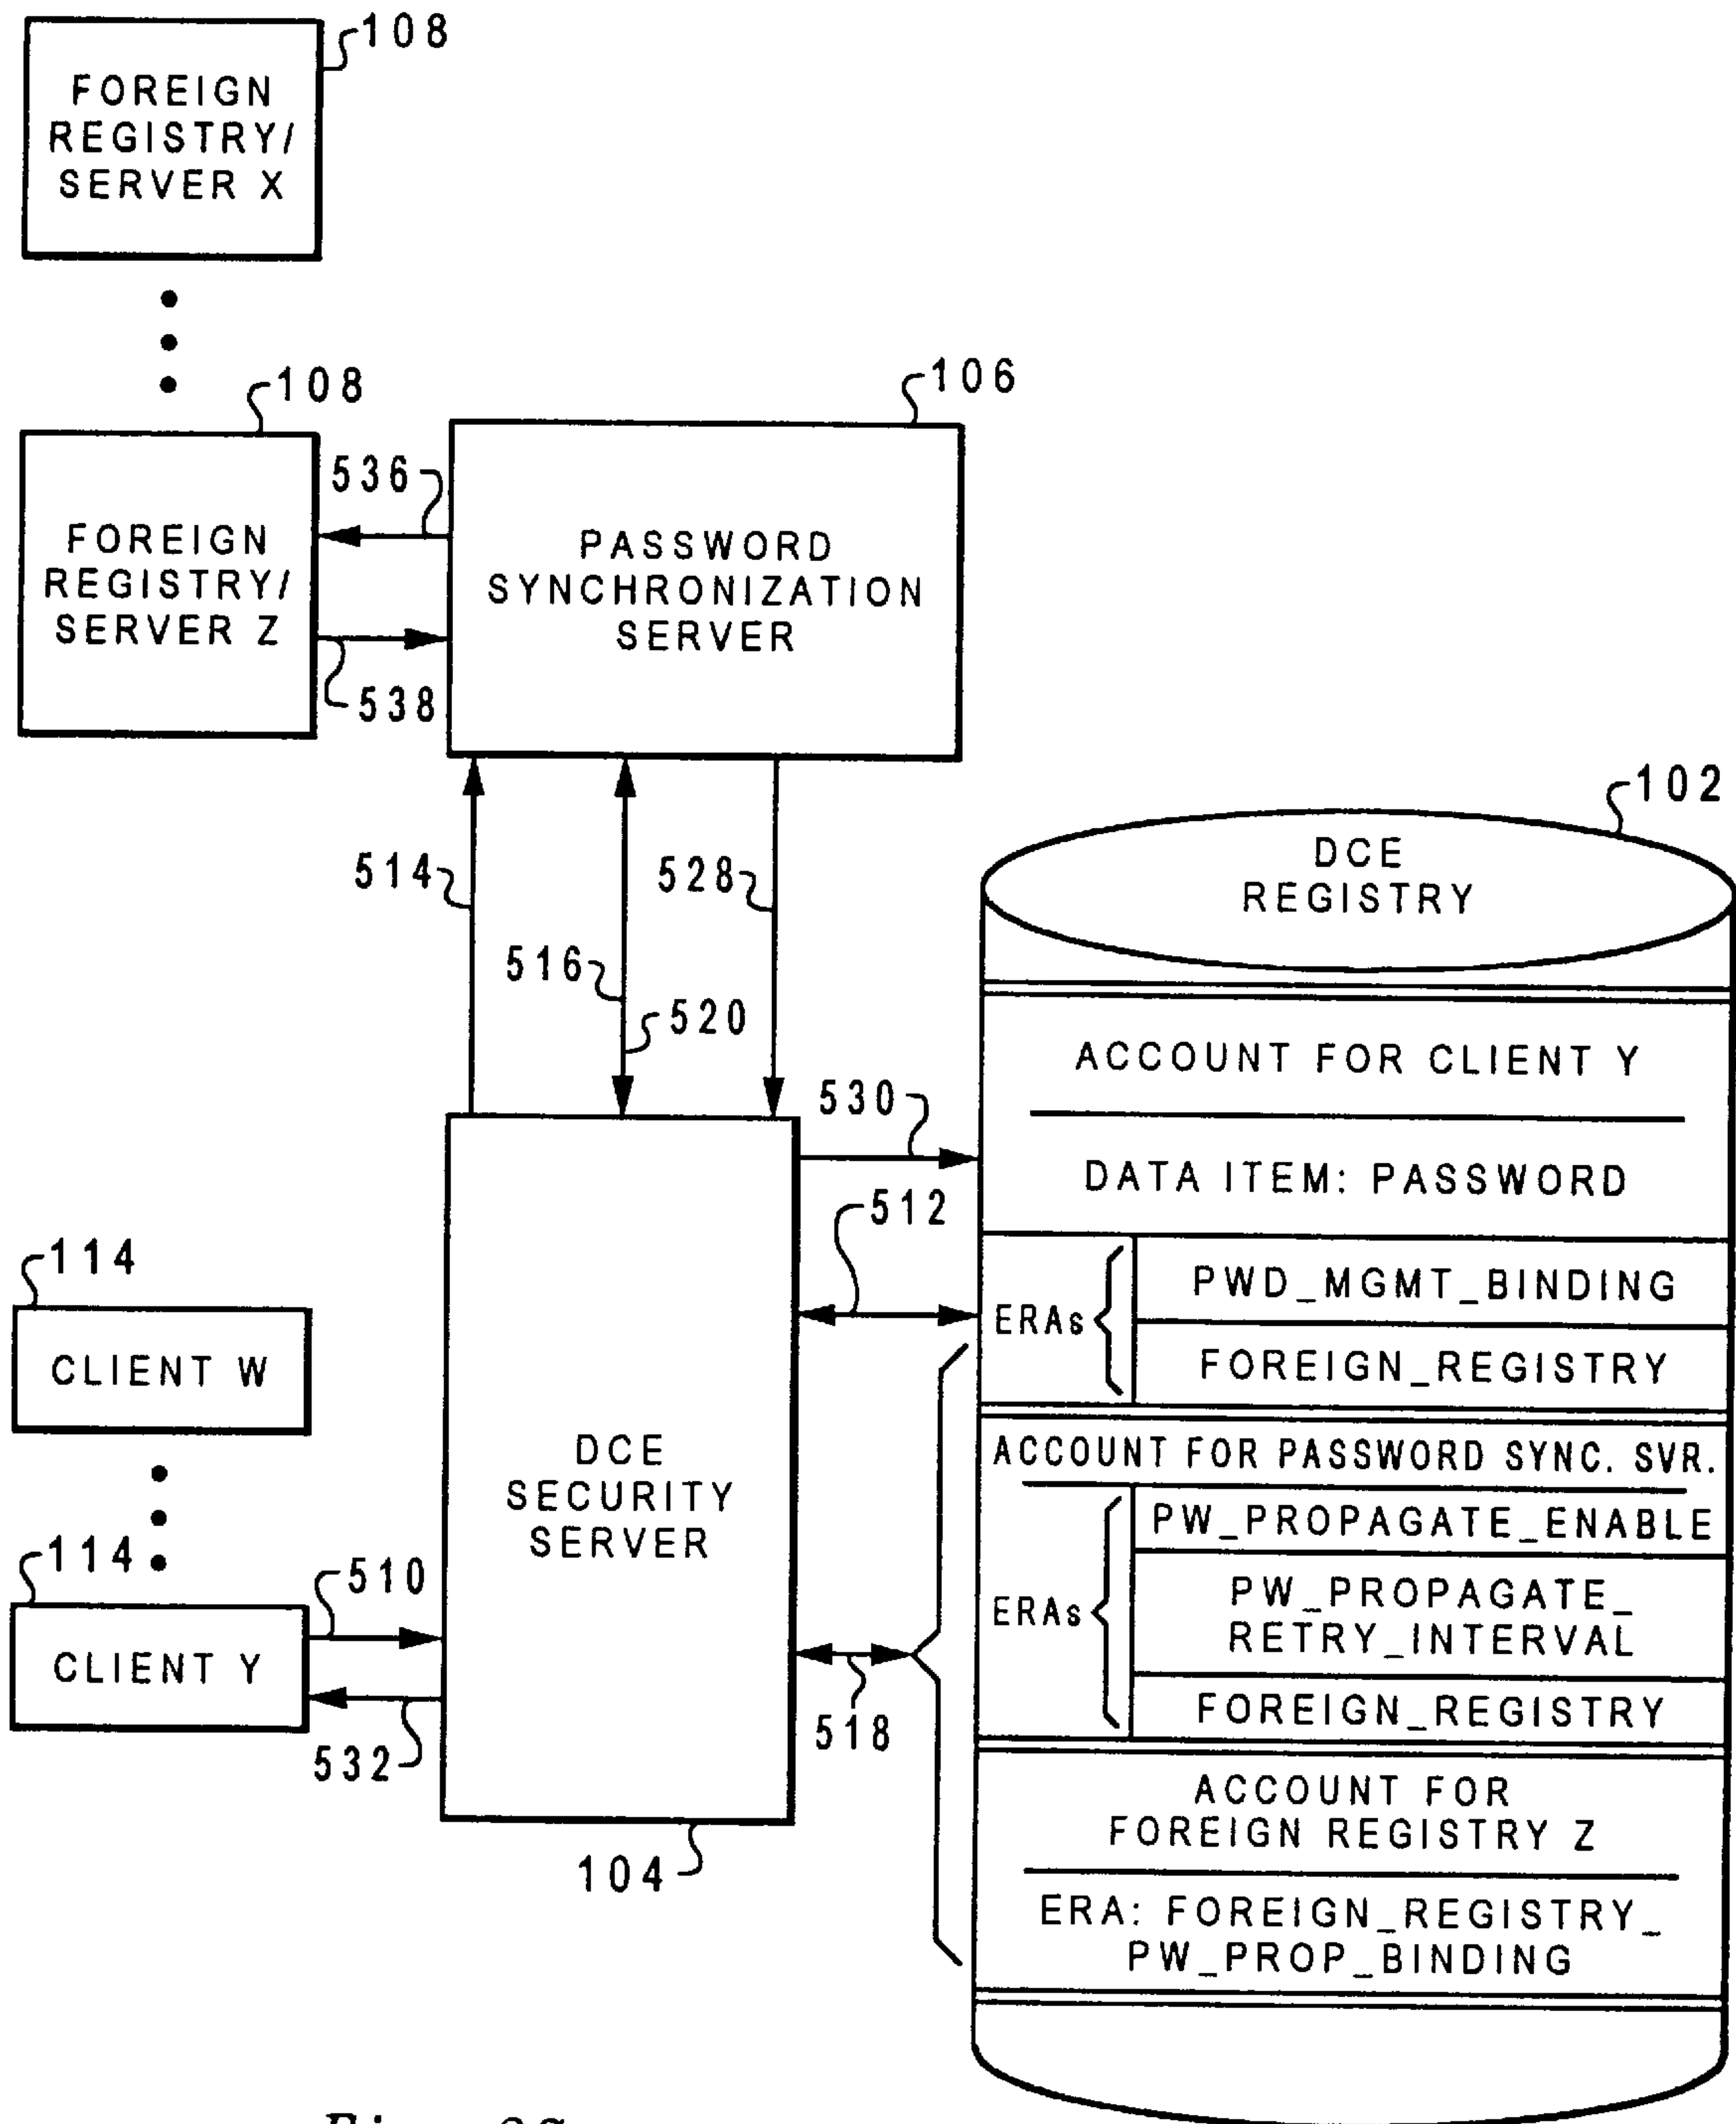 108
FOREIGN
REGISTRY/
SERVER X
108
106
FOREIGN
REGISTRY/
SERVER Z
536
538
PASSWORD
SYNCHRONIZATION
SERVER
514
516
520
528
102
DCE
REGISTRY
ACCOUNT FOR CLIENT Y
DATA ITEM: PASSWORD
530
512
ERAs
PWD_MGMT_BINDING
FOREIGN_REGISTRY
114
CLIENT W
DCE
SECURITY
SERVER
ACCOUNT FOR PASSWORD SYNC. SVR.
ERAs
PW_PROPAGATE_ENABLE
PW_PROPAGATE_
RETRY_INTERVAL
FOREIGN_REGISTRY
114
CLIENT Y
510
532
518
104
ACCOUNT FOR
FOREIGN REGISTRY Z
ERA: FOREIGN_REGISTRY_
PW_PROP_BINDING